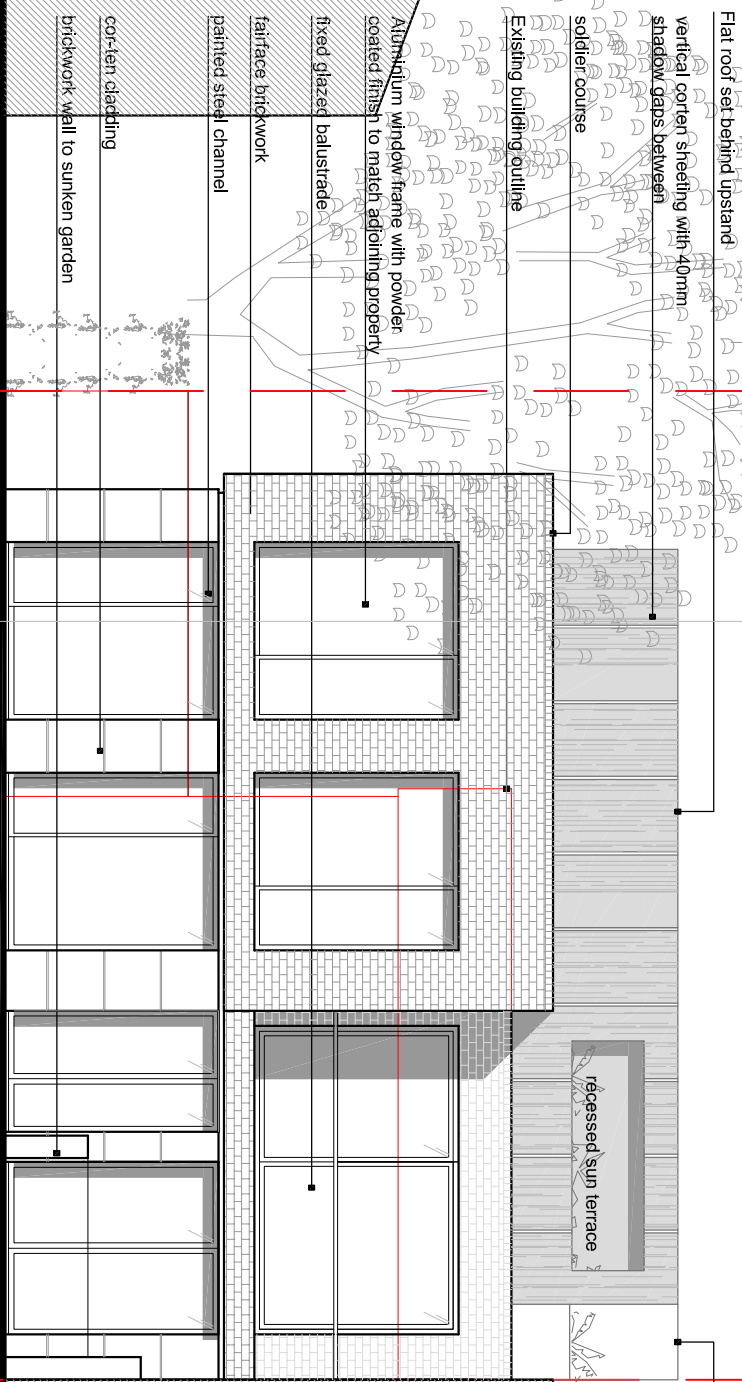 Flat roof set behind upstand
vertical corten sheeting with 40mm
shadow gaps between
soldier course
Existing building outline
Aluminium window frame with powder
coated finish to match adjoining property
fixed glazed balustrade
fairface brickwork
painted steel channel
cor-ten cladding
brickwork wall to sunken garden
recessed sun terrace